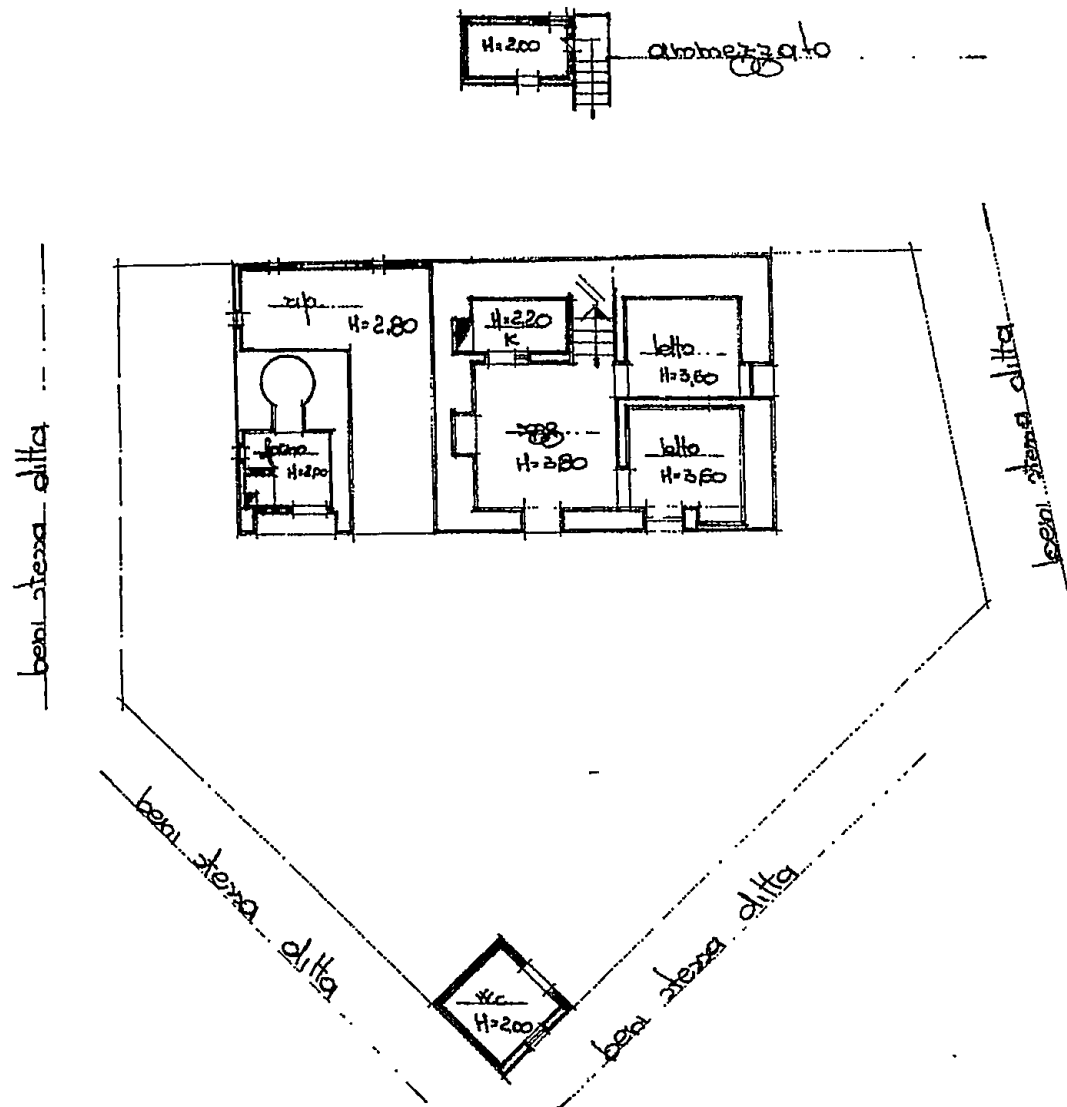 H=2,00
ammezzato
rip.
H=2,80
H=2,20
K
letto
H=3,60
H=3,80
letto
H=3,60
H=2,00
beni stessa ditta
beni stessa ditta
beni stessa ditta
beni stessa ditta
wc
H=2,00